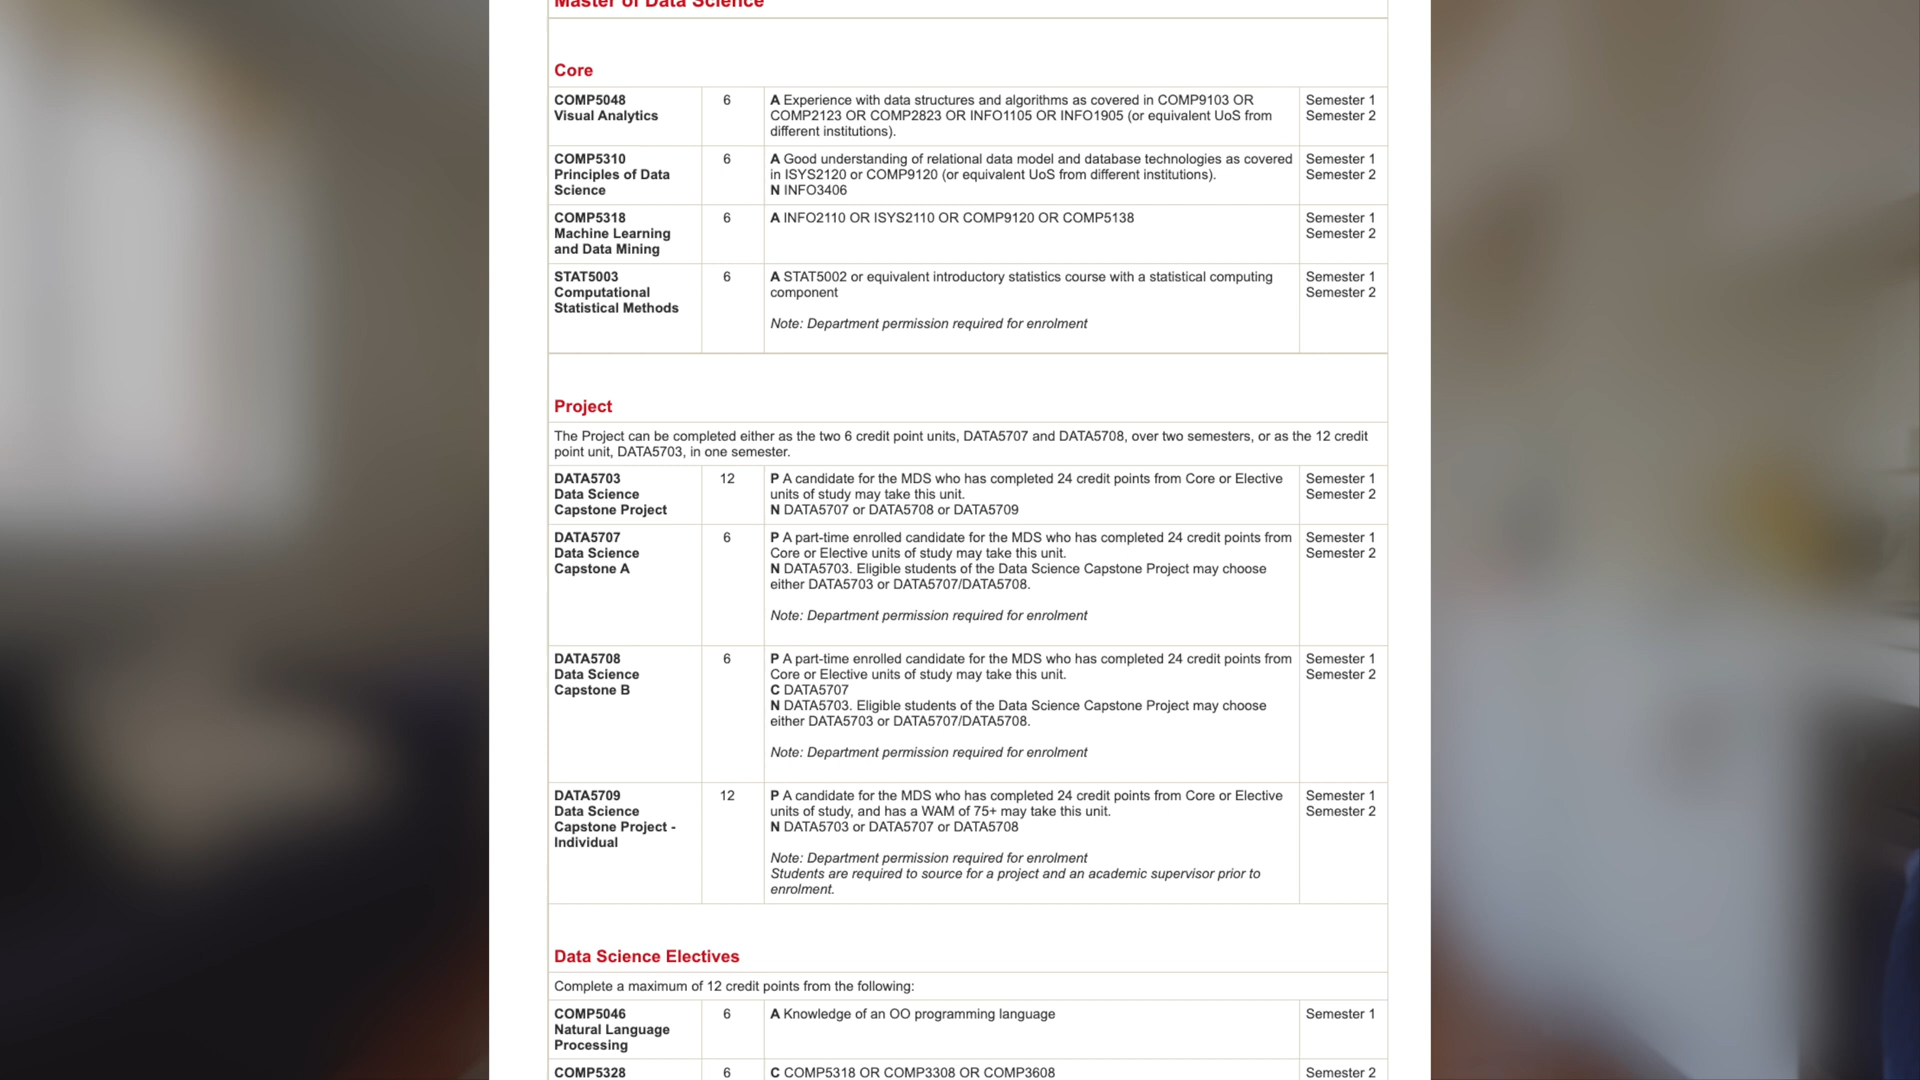 Master of Data Science
Core
COMP5048
Visual Analytics
6
A Experience with data structures and algorithms as covered in COMP9103 OR
COMP2123 OR COMP2823 OR INFO1105 OR INFO1905 (or equivalent UoS from
different institutions).
Semester 1
Semester 2
COMP5310
Principles of Data
Science
6
A Good understanding of relational data model and database technologies as covered
in ISYS2120 or COMP9120 (or equivalent UoS from different institutions).
N INFO3406
Semester 1
Semester 2
COMP5318
Machine Learning
and Data Mining
6
A INFO2110 OR ISYS2110 OR COMP9120 OR COMP5138
Semester 1
Semester 2
STAT5003
Computational
Statistical Methods
6
A STAT5002 or equivalent introductory statistics course with a statistical computing
component
Note: Department permission required for enrolment
Semester 1
Semester 2
Project
The Project can be completed either as the two 6 credit point units, DATA5707 and DATA5708, over two semesters, or as the 12 credit
point unit, DATA5703, in one semester.
DATA5703
Data Science
Capstone Project
12
P A candidate for the MDS who has completed 24 credit points from Core or Elective
units of study may take this unit.
N DATA5707 or DATA5708 or DATA5709
Semester 1
Semester 2
DATA5707
Data Science
Capstone A
6
P A part-time enrolled candidate for the MDS who has completed 24 credit points from
Core or Elective units of study may take this unit.
N DATA5703. Eligible students of the Data Science Capstone Project may choose
either DATA5703 or DATA5707/DATA5708.
Note: Department permission required for enrolment
Semester 1
Semester 2
DATA5708
Data Science
Capstone B
6
P A part-time enrolled candidate for the MDS who has completed 24 credit points from
Core or Elective units of study may take this unit.
C DATA5707
N DATA5703. Eligible students of the Data Science Capstone Project may choose
either DATA5703 or DATA5707/DATA5708.
Note: Department permission required for enrolment
Semester 1
Semester 2
DATA5709
Data Science
Capstone Project -
Individual
12
P A candidate for the MDS who has completed 24 credit points from Core or Elective
units of study, and has a WAM of 75+ may take this unit.
N DATA5703 or DATA5707 or DATA5708
Note: Department permission required for enrolment
Students are required to source for a project and an academic supervisor prior to
enrolment.
Semester 1
Semester 2
Data Science Electives
Complete a maximum of 12 credit points from the following:
COMP5046
Natural Language
Processing
6
A Knowledge of an OO programming language
Semester 1
COMP5328
6
C COMP5318 OR COMP3308 OR COMP3608
Semester 2